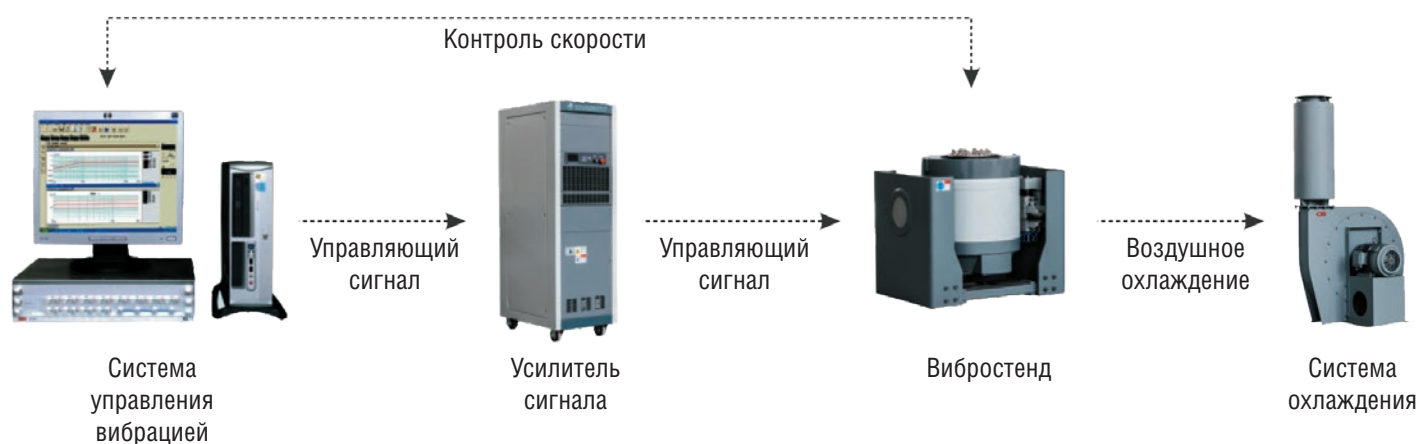 Контроль скорости
Управляющий
сигнал
Управляющий
сигнал
Воздушное
охлаждение
Система
управления
вибрацией
Усилитель
сигнала
Вибростенд
Система
охлаждения